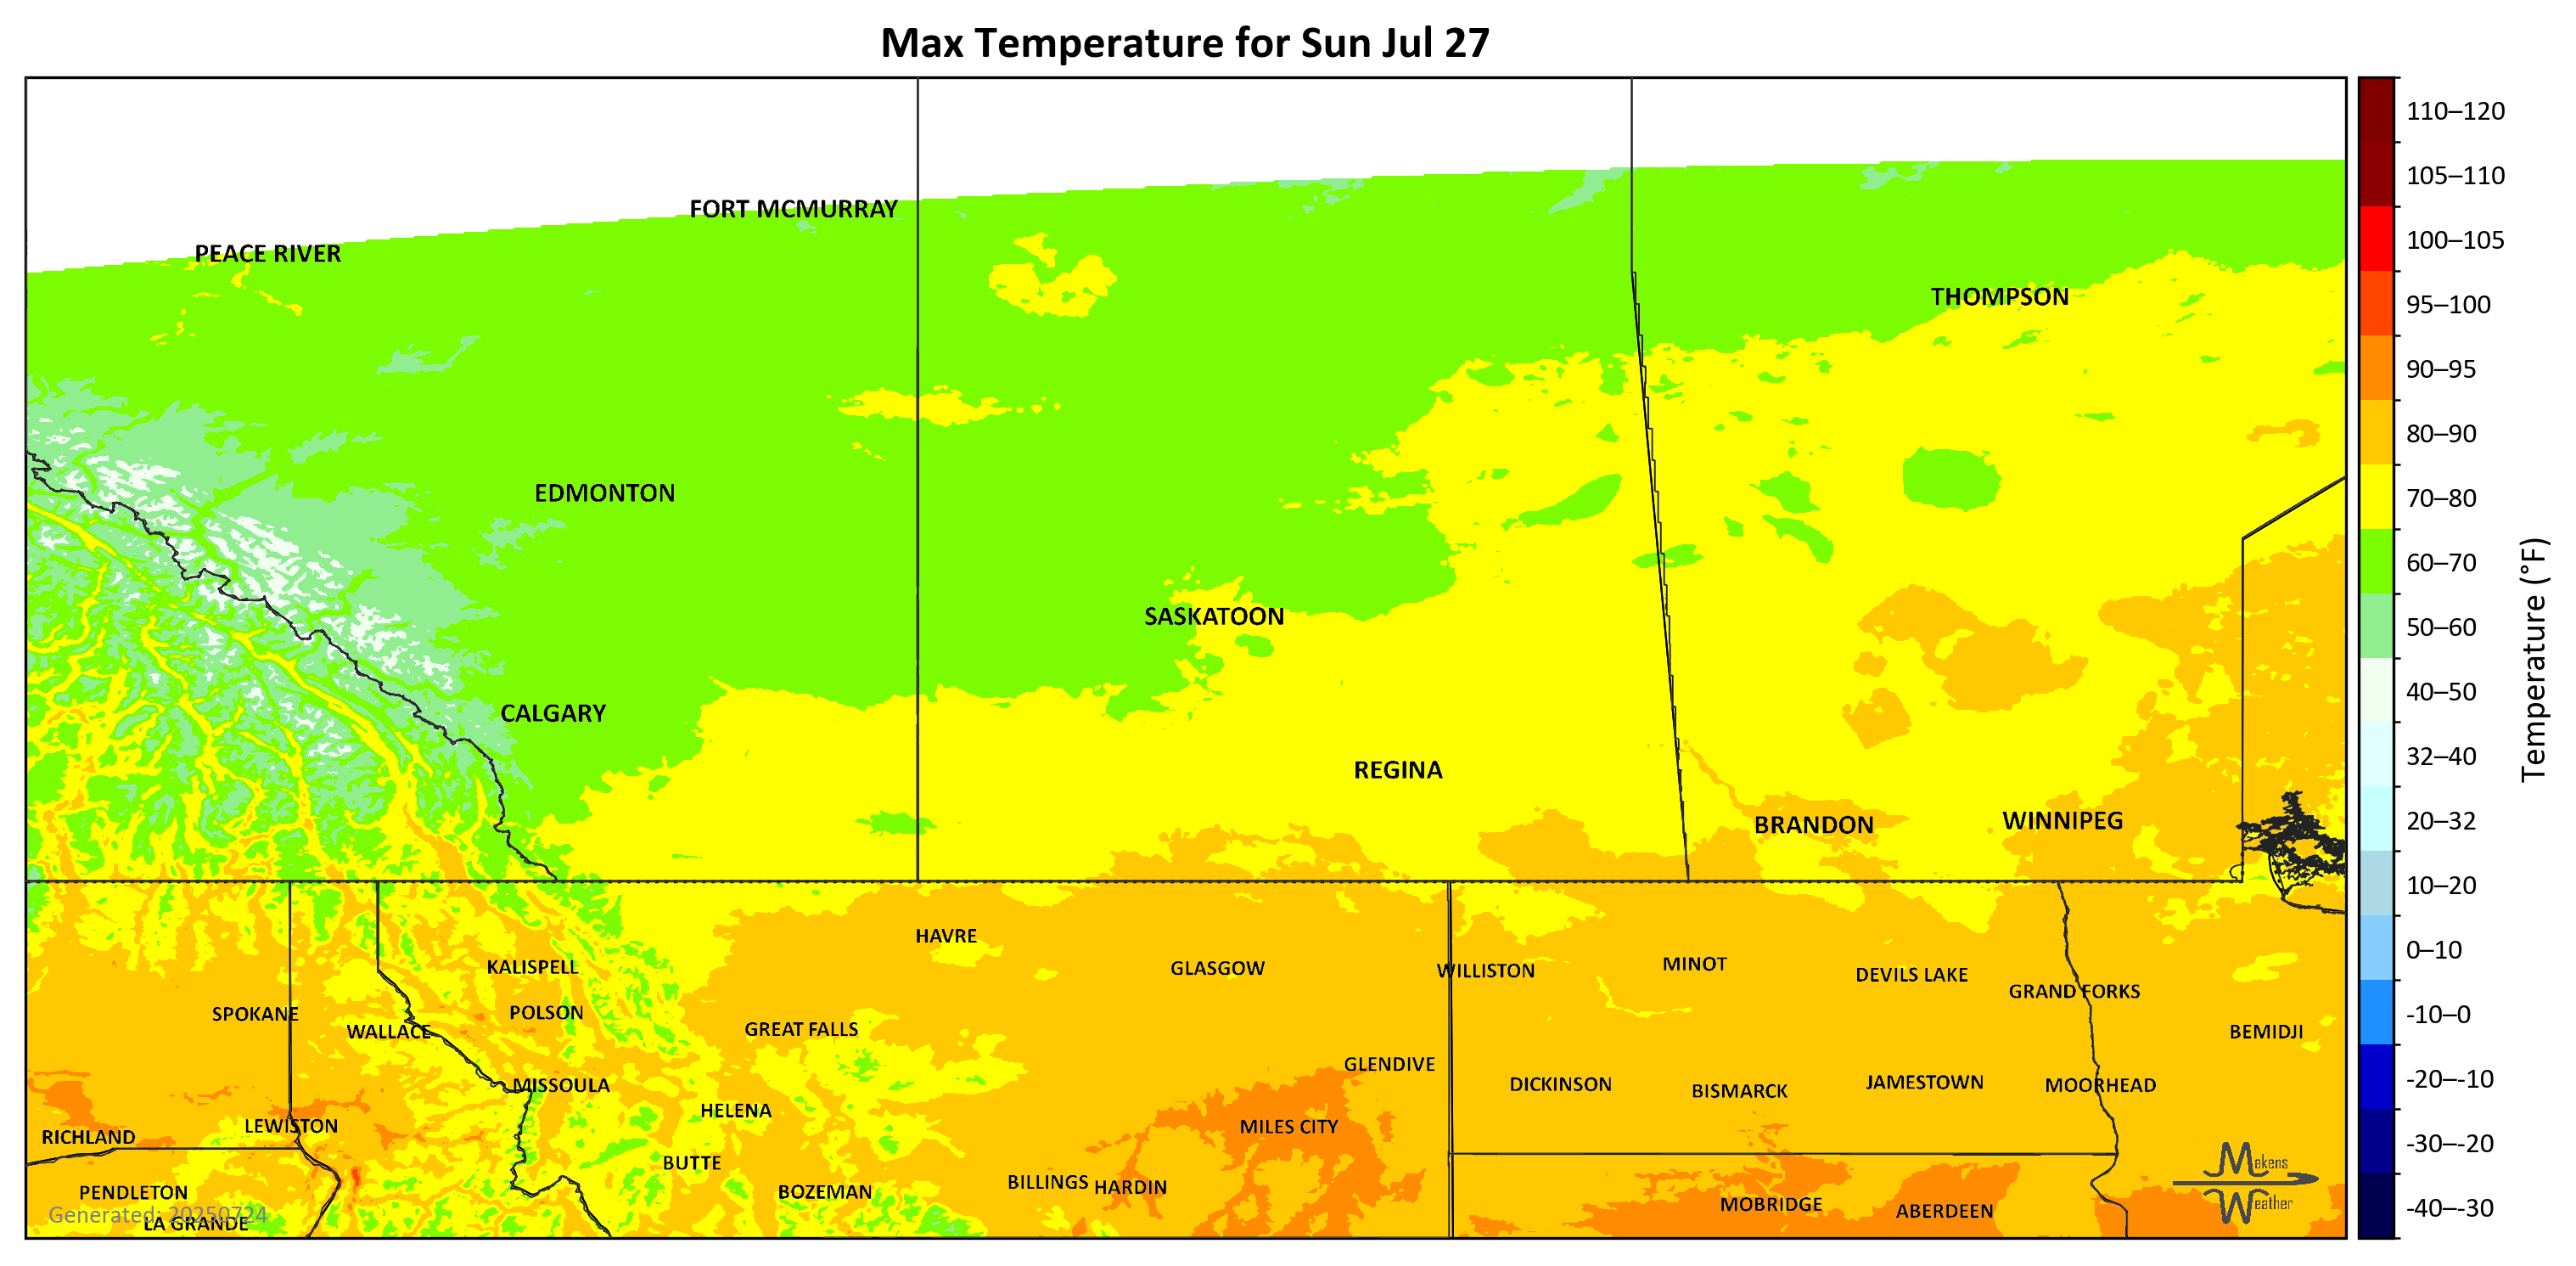 Max Temperature for Sun Jul 27
110–120
105–110
FORT MCMURRAY
PEACE RIVER
100–105
THOMPSON
95–100
90–95
80–90
EDMONTON
70–80
60–70
SASKATOON
50–60
Temperature (°F)
40–50
CALGARY
32–40
REGINA
BRANDON
WINNIPEG
20–32
10–20
HAVRE
0–10
KALISPELL
GLASGOW
WILLISTON
MINOT
DEVILS LAKE
GRAND FORKS
SPOKANE
POLSON
-10–0
WALLACE
GREAT FALLS
BEMIDJI
GLENDIVE
-20–-10
MISSOULA
DICKINSON
BISMARCK
JAMESTOWN
MOORHEAD
HELENA
LEWISTON
MILES CITY
RICHLAND
-30–-20
BUTTE
Makens
Weather
BILLINGS
HARDIN
PENDLETON
BOZEMAN
MOBRIDGE
ABERDEEN
-40–-30
Generated: 20250724
LA GRANDE